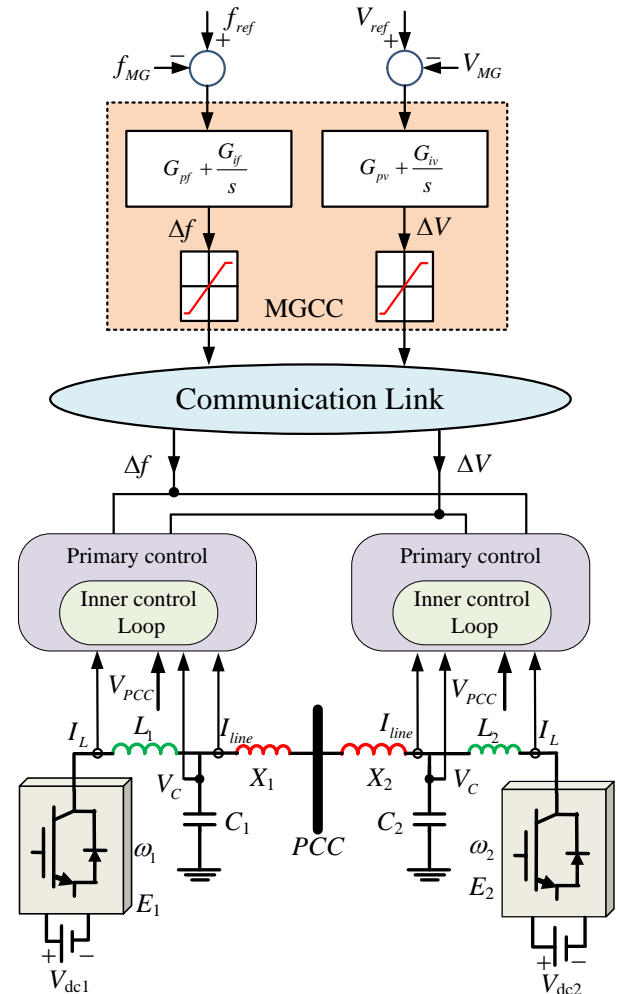 f_ref V_ref
+ +
− −
f_MG V_MG
G_pf + G_if / s G_pv + G_iv / s
Δf ΔV
MGCC
Communication Link
Δf ΔV
Primary control Primary control
Inner control Inner control
Loop Loop
V_PCC V_PCC
I_L L_1 I_line I_line L_2 I_L
V_C X_1 X_2 V_C
C_1 PCC C_2
ω_1 ω_2
E_1 E_2
+ − + −
V_dc1 V_dc2